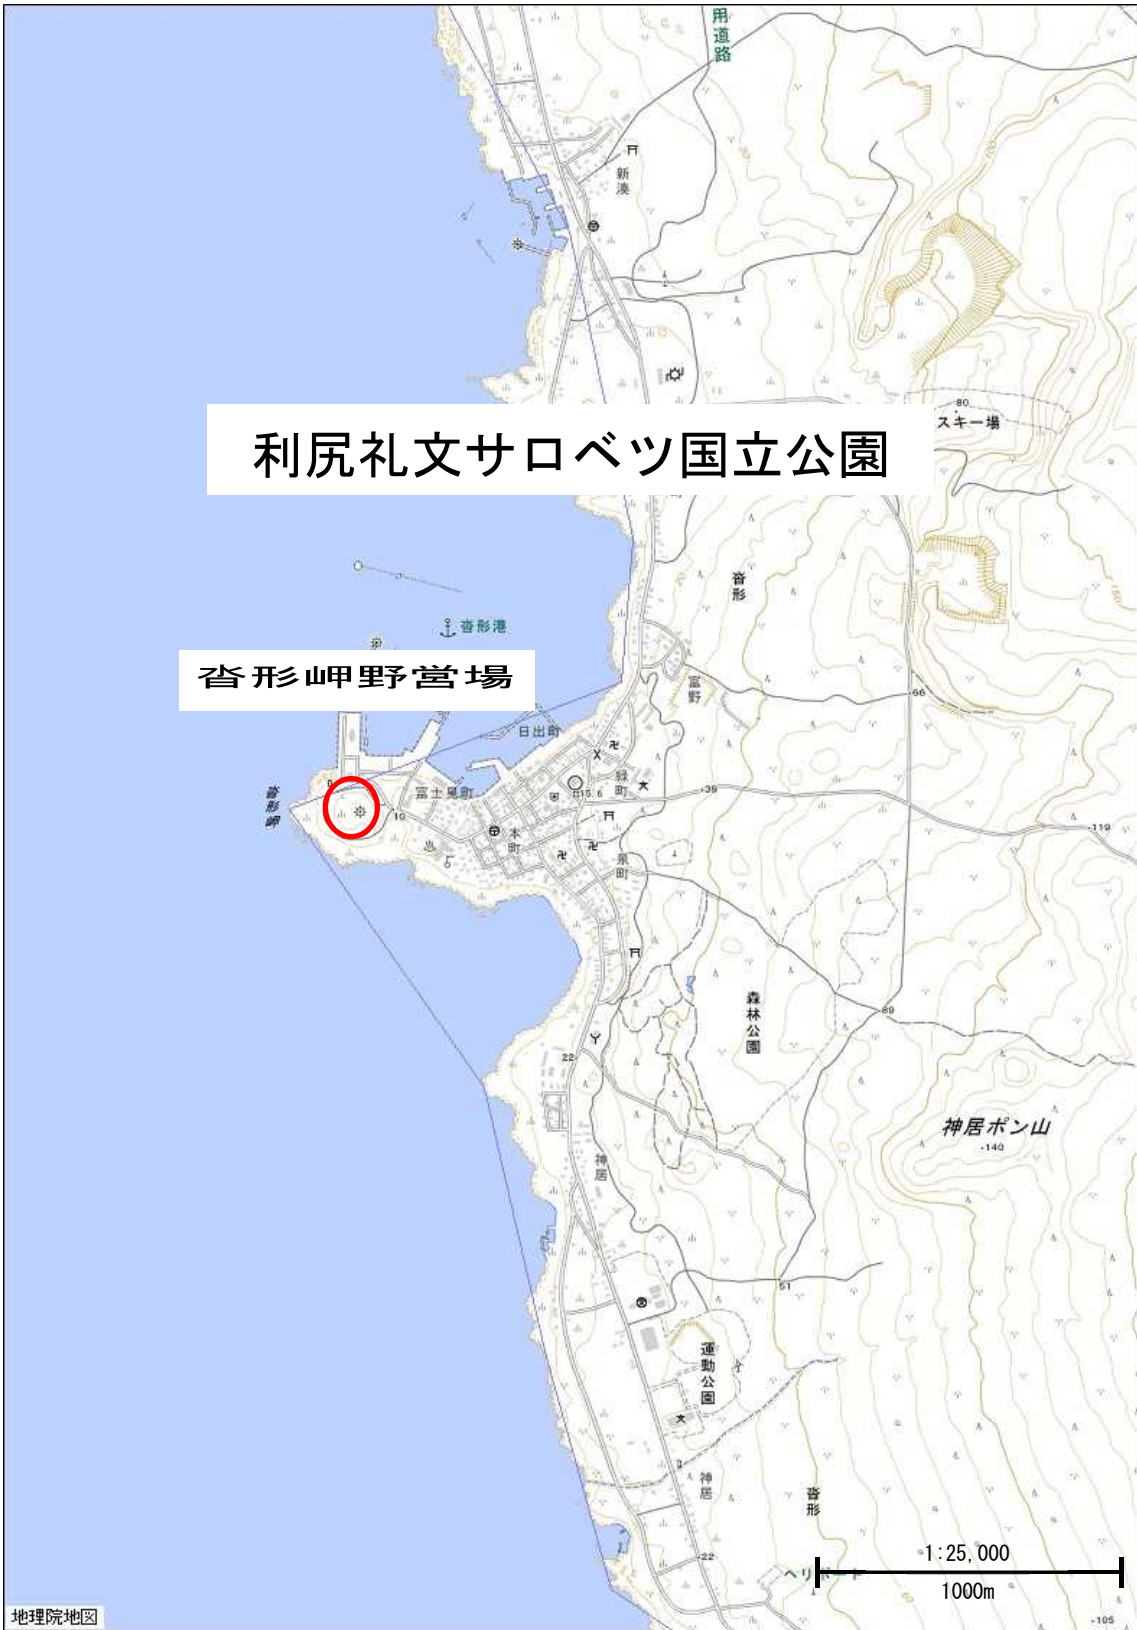 用道路
新湊
80
スキー場
利尻礼文サロベツ国立公園
沓形
沓形港
沓形岬野営場
富野
66
日出町
緑町
15.6
39
富士見町
沓形岬
10
本町
119
泉町
森林公園
89
22
神居ポン山
140
神居
51
運動公園
神居
沓形
22
1:25,000
ヘリポート
1000m
地理院地図
105